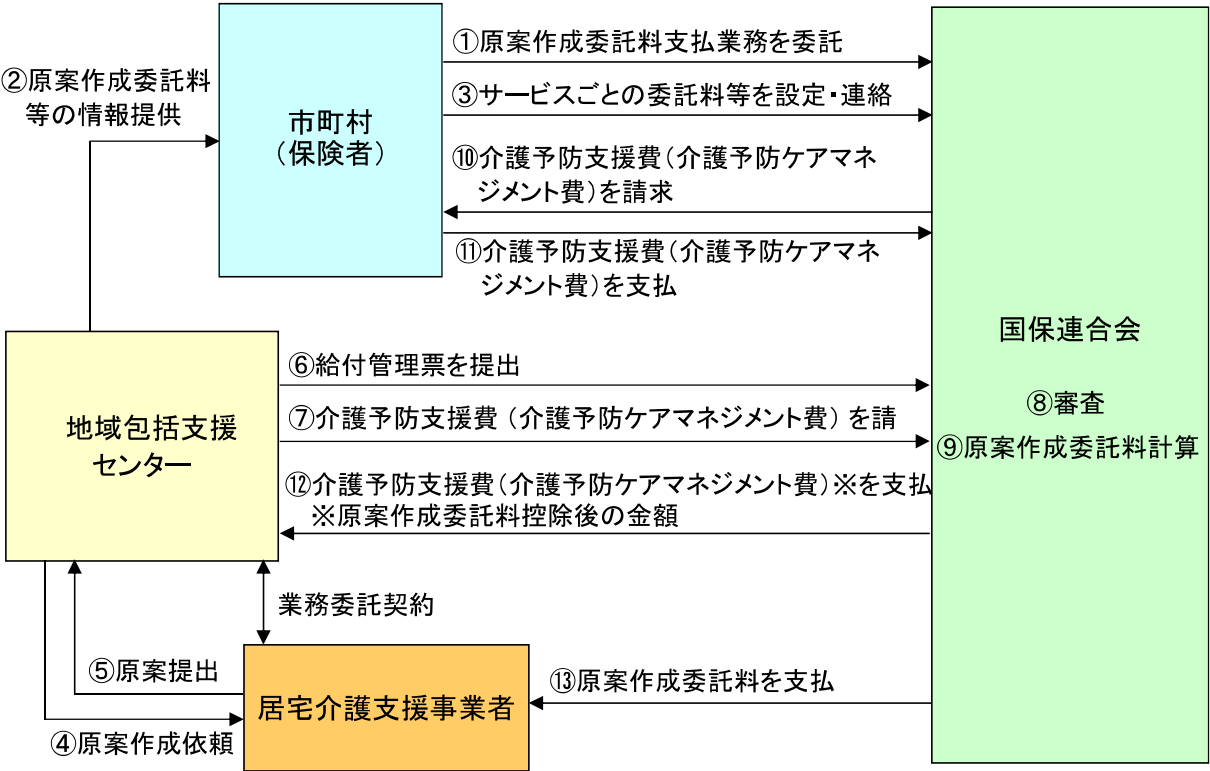 ①原案作成委託料支払業務を委託
②原案作成委託料
等の情報提供
③サービスごとの委託料等を設定・連絡
市町村
（保険者）
⑩介護予防支援費（介護予防ケアマネ
ジメント費）を請求
⑪介護予防支援費（介護予防ケアマネ
ジメント費）を支払
国保連合会
⑧審査
⑨原案作成委託料計算
⑥給付管理票を提出
⑦介護予防支援費（介護予防ケアマネジメント費）を請
地域包括支援
センター
⑫介護予防支援費（介護予防ケアマネジメント費）※を支払
※原案作成委託料控除後の金額
業務委託契約
⑤原案提出
④原案作成依頼
居宅介護支援事業者
⑬原案作成委託料を支払